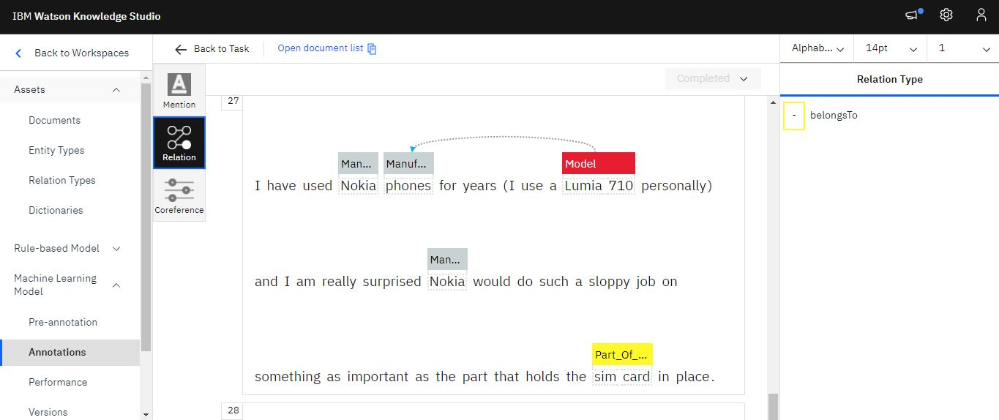 IBM Watson Knowledge Studio
Back to Workspaces
Back to Task
Open document list
Alphab...
14pt
1
Assets
Documents
Entity Types
Relation Types
Dictionaries
Rule-based Model
Machine Learning
Model
Pre-annotation
Annotations
Performance
Versions
Mention
Relation
Coreference
Completed
27
Man...
Manuf...
Model
I have used Nokia phones for years (I use a Lumia 710 personally)
Man...
and I am really surprised Nokia would do such a sloppy job on
Part_Of_...
something as important as the part that holds the sim card in place.
28
Relation Type
- belongsTo